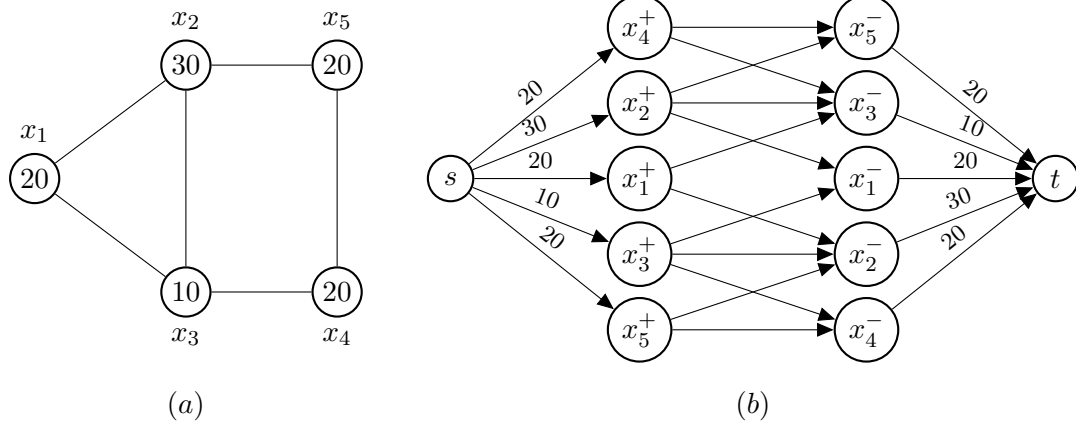 x₂ x₅
30 20
x₁
20
10 20
x₃ x₄
(a)
x₄⁺ x₅⁻
20 20
x₂⁺ x₃⁻
30 10
s 20 x₁⁺ x₁⁻ 20 t
10 30
x₃⁺ x₂⁻
20 20
x₅⁺ x₄⁻
(b)